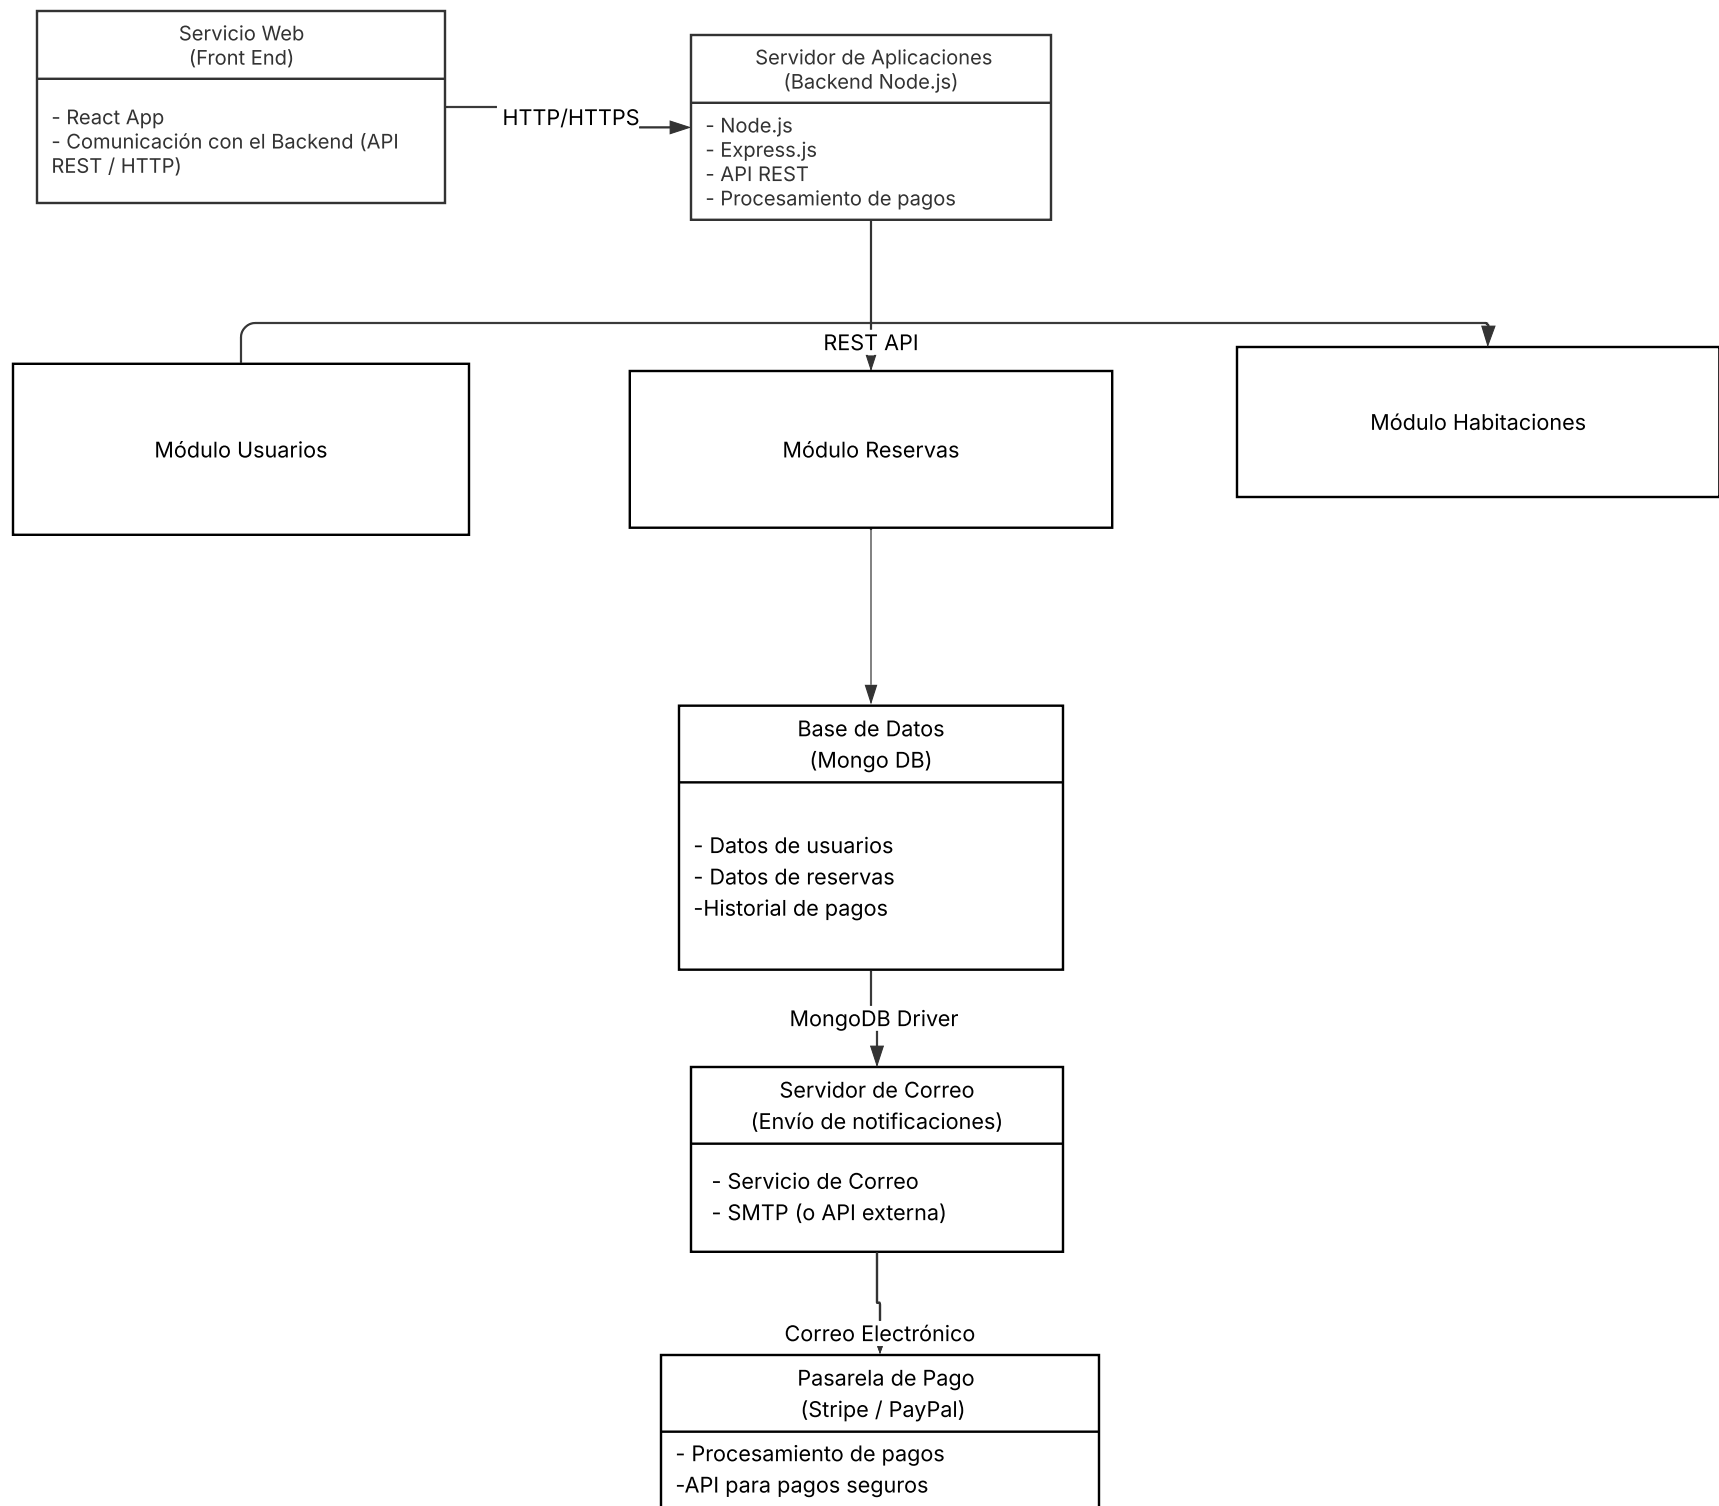 Servicio Web
(Front End)
- React App
- Comunicación con el Backend (API
REST / HTTP)
HTTP/HTTPS
Servidor de Aplicaciones
(Backend Node.js)
- Node.js
- Express.js
- API REST
- Procesamiento de pagos
REST API
Módulo Usuarios
Módulo Reservas
Módulo Habitaciones
Base de Datos
(Mongo DB)
- Datos de usuarios
- Datos de reservas
-Historial de pagos
MongoDB Driver
Servidor de Correo
(Envío de notificaciones)
- Servicio de Correo
- SMTP (o API externa)
Correo Electrónico
Pasarela de Pago
(Stripe / PayPal)
- Procesamiento de pagos
-API para pagos seguros